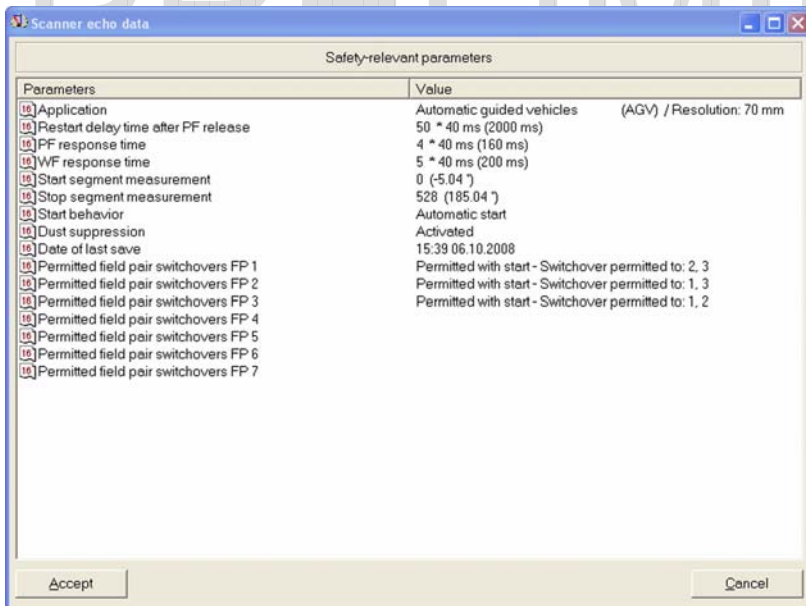 Scanner echo data
Safety-relevant parameters
Parameters Value
Application Automatic guided vehicles (AGV) / Resolution: 70 mm
Restart delay time after PF release 50 * 40 ms (2000 ms)
PF response time 4 * 40 ms (160 ms)
WF response time 5 * 40 ms (200 ms)
Start segment measurement 0 (-5.04 °)
Stop segment measurement 528 (185.04 °)
Start behavior Automatic start
Dust suppression Activated
Date of last save 15:39 06.10.2008
Permitted field pair switchovers FP 1 Permitted with start - Switchover permitted to: 2, 3
Permitted field pair switchovers FP 2 Permitted with start - Switchover permitted to: 1, 3
Permitted field pair switchovers FP 3 Permitted with start - Switchover permitted to: 1, 2
Permitted field pair switchovers FP 4
Permitted field pair switchovers FP 5
Permitted field pair switchovers FP 6
Permitted field pair switchovers FP 7
Accept Cancel